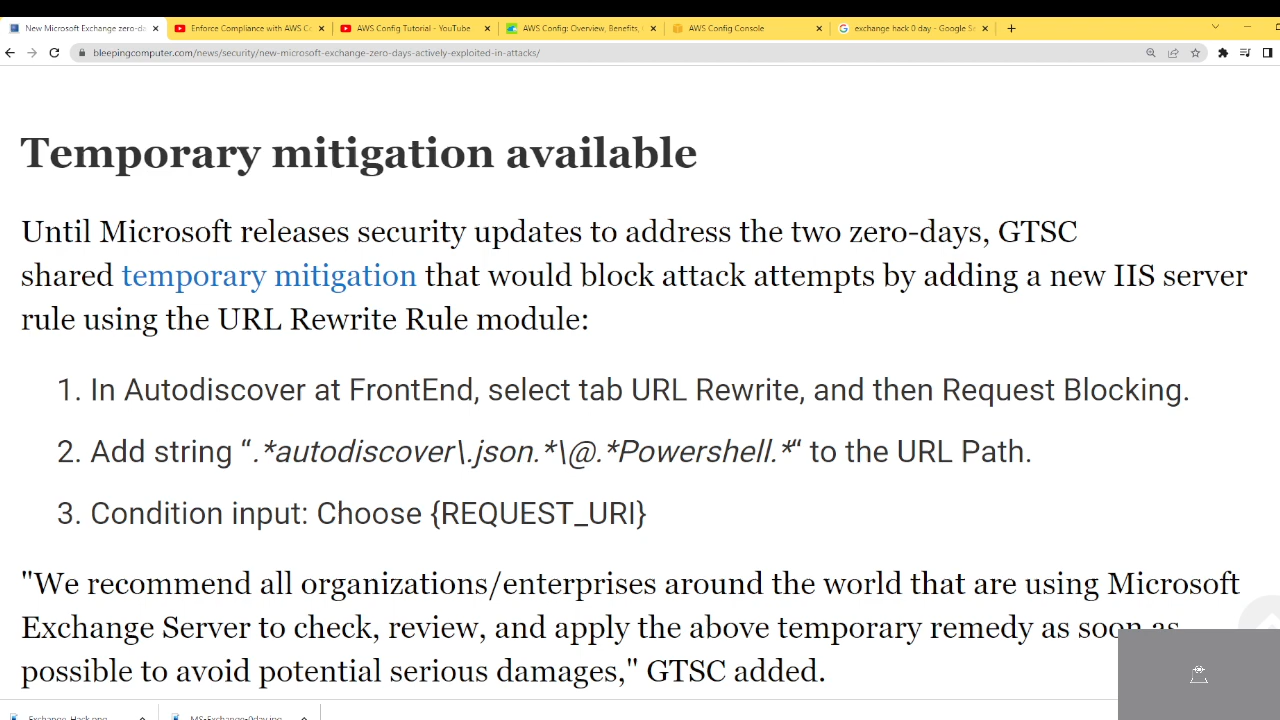 New Microsoft Exchange zero-da
Enforce Compliance with AWS C
AWS Config Tutorial - YouTube
AWS Config: Overview, Benefits,
AWS Config Console
exchange hack 0 day - Google Se
bleepingcomputer.com/news/security/new-microsoft-exchange-zero-days-actively-exploited-in-attacks/
Temporary mitigation available
Until Microsoft releases security updates to address the two zero-days, GTSC
shared temporary mitigation that would block attack attempts by adding a new IIS server
rule using the URL Rewrite Rule module:
1. In Autodiscover at FrontEnd, select tab URL Rewrite, and then Request Blocking.
2. Add string “.*autodiscover\.json.*\@.*Powershell.*“ to the URL Path.
3. Condition input: Choose {REQUEST_URI}
"We recommend all organizations/enterprises around the world that are using Microsoft
Exchange Server to check, review, and apply the above temporary remedy as soon as
possible to avoid potential serious damages," GTSC added.
Exchange_Hack.png
MS-Exchange-0day.jpg